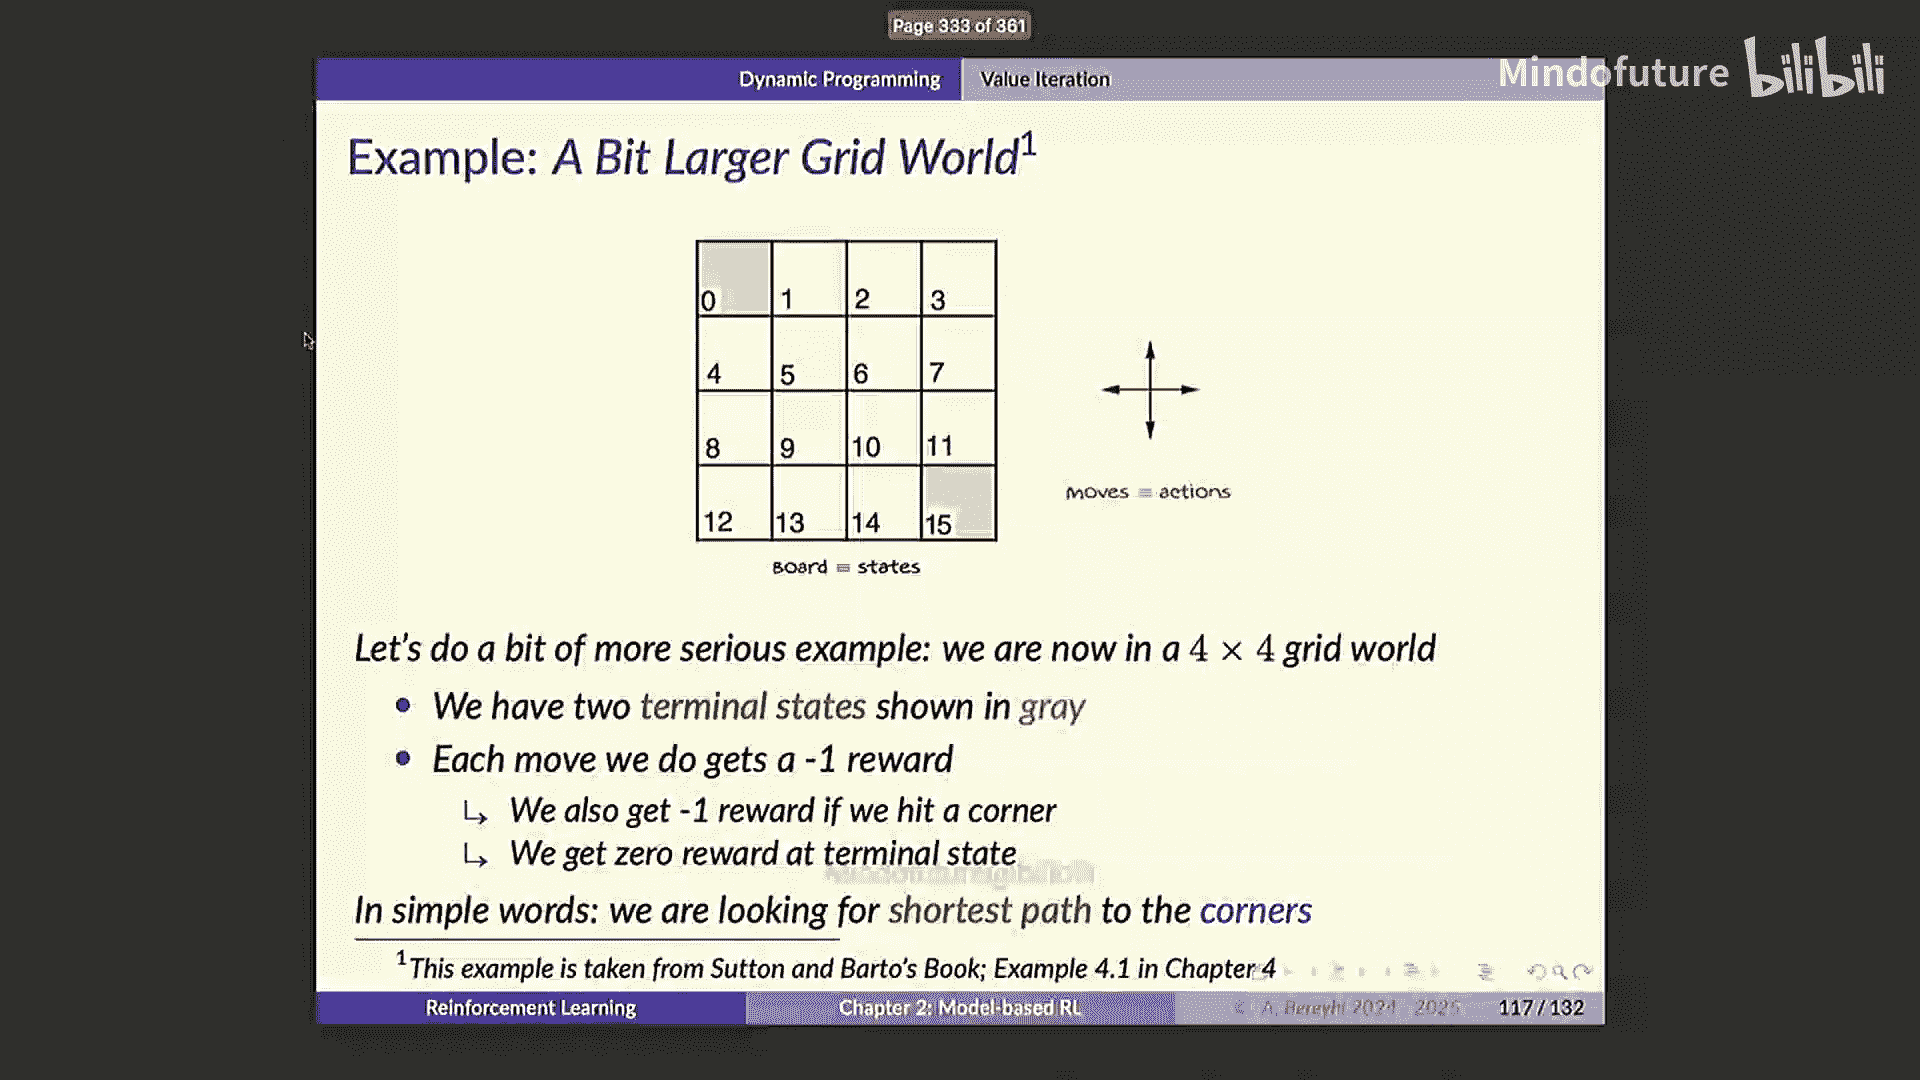 Page 333 of 361
Mindofuture bilibili
Dynamic Programming Value Iteration
Example: A Bit Larger Grid World¹
0 1 2 3
4 5 6 7
8 9 10 11
12 13 14 15
moves ≡ actions
Board ≡ states
Let's do a bit of more serious example: we are now in a 4 × 4 grid world
• We have two terminal states shown in gray
• Each move we do gets a -1 reward
↳ We also get -1 reward if we hit a corner
↳ We get zero reward at terminal state
In simple words: we are looking for shortest path to the corners
¹This example is taken from Sutton and Barto's Book; Example 4.1 in Chapter 4
Reinforcement Learning Chapter 2: Model-based RL A. Bereyhi 2024 2025 117 / 132